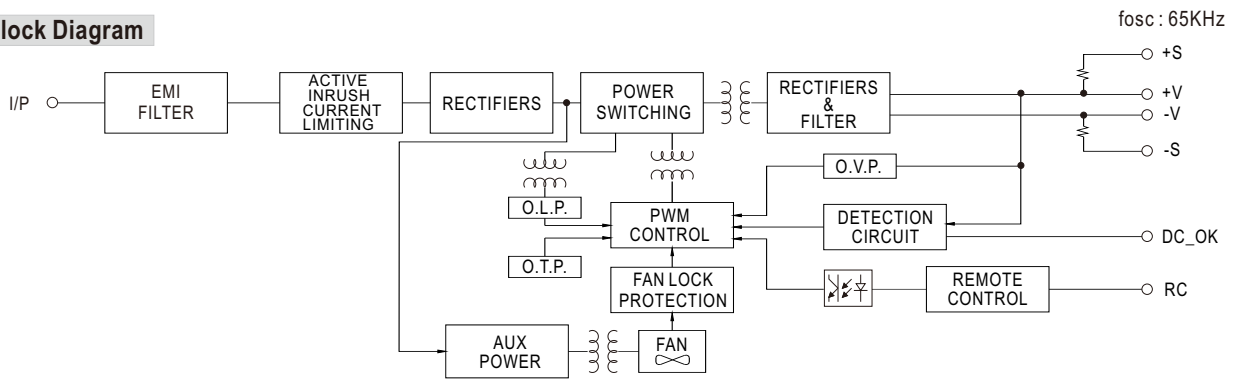 lock Diagram
fosc : 65KHz
I/P
EMI
FILTER
ACTIVE
INRUSH
CURRENT
LIMITING
RECTIFIERS
POWER
SWITCHING
RECTIFIERS
&
FILTER
+S
+V
-V
-S
O.L.P.
O.T.P.
PWM
CONTROL
O.V.P.
DETECTION
CIRCUIT
DC_OK
FAN LOCK
PROTECTION
REMOTE
CONTROL
RC
AUX
POWER
FAN